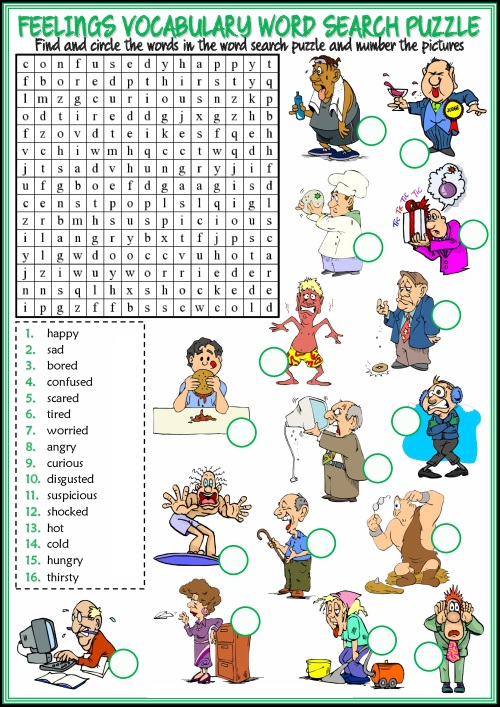 FEELINGS VOCABULARY WORD SEARCH PUZZLE
Find and circle the words in the word search puzzle and number the pictures
c o n f u s e d y h a p p y t
f b o r e d p t h i r s t y q
l m z g c u r i o u s n z k p
o d t i r e d d g j x g z h b
f z o v d t e i k e s f q e h
v c h i w m h q c c t w q d h
j t s a d v h u n g r y j i f
u f g b o e f d g a a g i s d
c e n s t p o p l s l q i g l
z r b m h s u s p i c i o u s
i l a n g r y b s t f j p j c
y l g w d o o c c v u h o t a
j z i w u y w o r r i e d e r
n n s q l h x s h o c k e d e
i p g z f f b s s c w c o l d
1. happy
2. sad
3. bored
4. confused
5. scared
6. tired
7. worried
8. angry
9. curious
10. disgusted
11. suspicious
12. shocked
13. hot
14. cold
15. hungry
16. thirsty